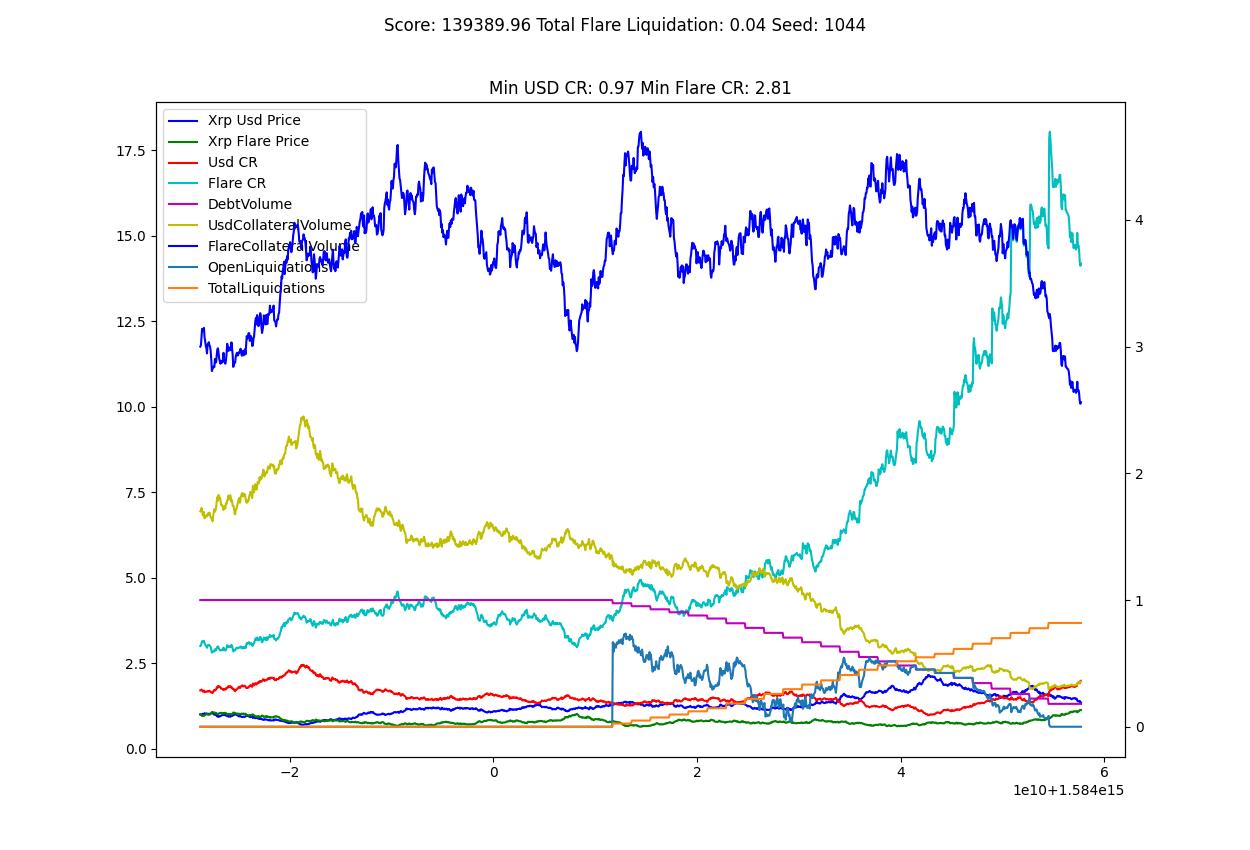 Score: 139389.96 Total Flare Liquidation: 0.04 Seed: 1044
Min USD CR: 0.97 Min Flare CR: 2.81
Xrp Usd Price
Xrp Flare Price
Usd CR
Flare CR
DebtVolume
UsdCollateralVolume
FlareCollateralVolume
OpenLiquidations
TotalLiquidations
17.5
15.0
12.5
10.0
7.5
5.0
2.5
0.0
4
3
2
1
0
−2
0
2
4
6
1e10+1.584e15